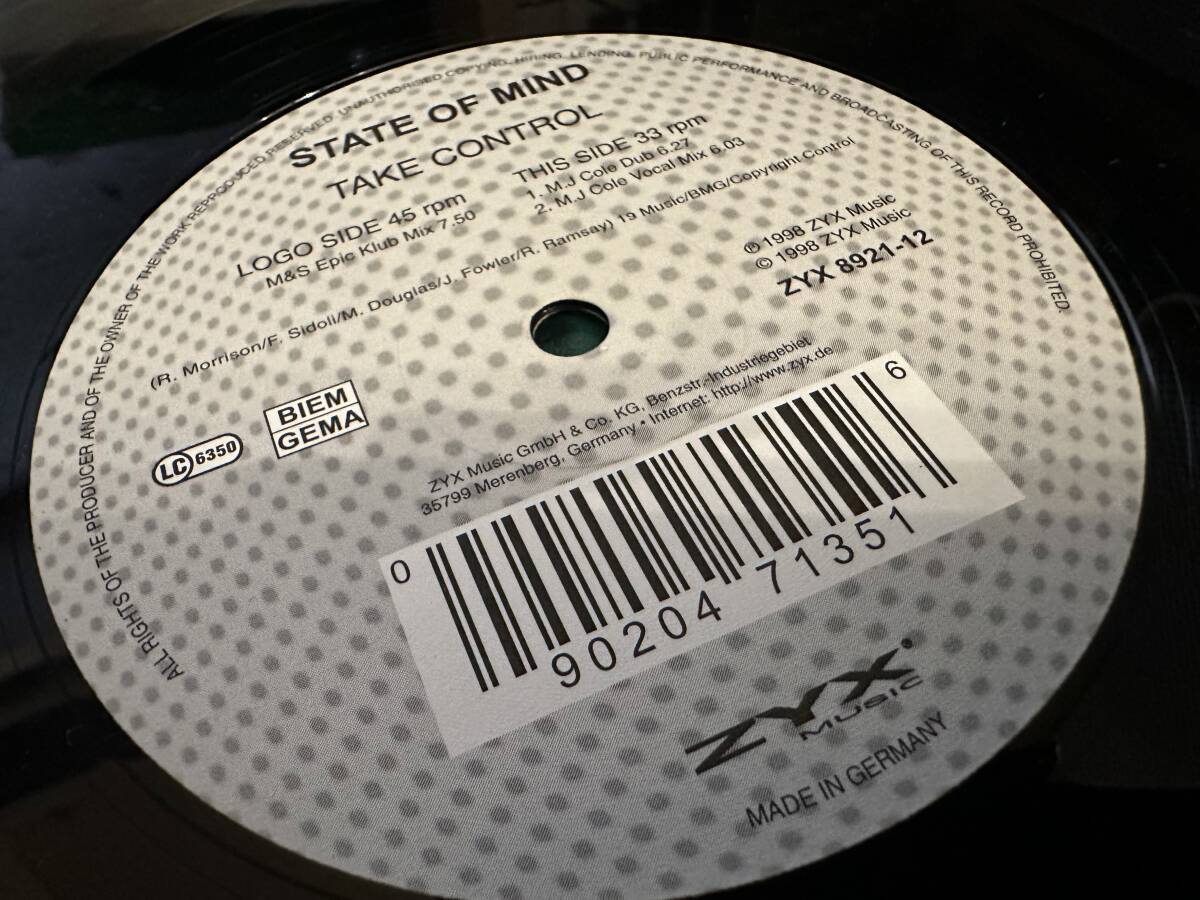 ALL RIGHTS OF THE PRODUCER AND OF THE OWNER OF THE WORK REPRODUCED RESERVED. UNAUTHORISED COPYING, HIRING, LENDING, PUBLIC PERFORMANCE AND BROADCASTING OF THIS RECORD PROHIBITED.
STATE OF MIND
TAKE CONTROL
LOGO SIDE 45 rpm
M&S Epic Klub Mix 7.50
THIS SIDE 33 rpm
1. M.J Cole Dub 6.27
2. M.J Cole Vocal Mix 6.03
(R. Morrison/F. Sidoli/M. Douglas/J. Fowler/R. Ramsay) 19 Music/BMG/Copyright Control
℗ 1998 ZYX Music
© 1998 ZYX Music
ZYX 8921-12
LC 6350
BIEM
GEMA
ZYX Music GmbH & Co. KG, Benzstr.-Industriegebiet
35799 Merenberg, Germany • Internet: http://www.zyx.de
0 90204 71351 6
ZYX
MUSIC
MADE IN GERMANY